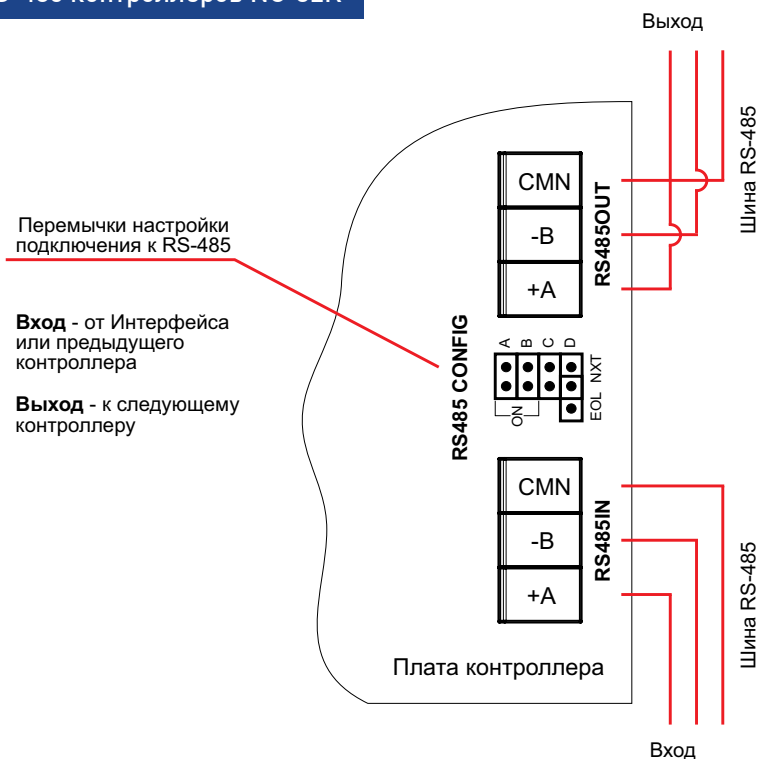 контроллеров
Выход
Шина RS-485
CMN
-B
+A
RS485OUT
Перемычки настройки
подключения к RS-485
Вход - от Интерфейса
или предыдущего
контроллера
Выход - к следующему
контроллеру
RS485 CONFIG
A B C D
NXT
EOL
ON
CMN
-B
+A
RS485IN
Шина RS-485
Плата контроллера
Вход